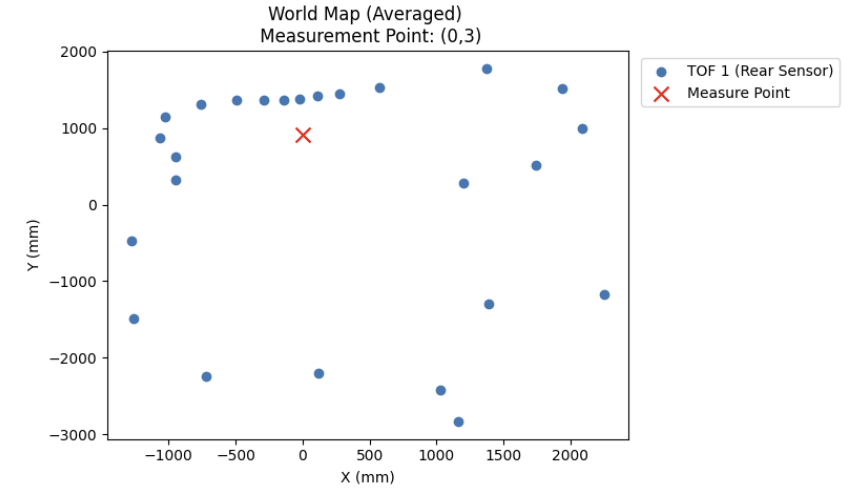 World Map (Averaged)
Measurement Point: (0,3)
TOF 1 (Rear Sensor)
Measure Point
2000
1000
0
−1000
−2000
−3000
Y (mm)
−1000 −500 0 500 1000 1500 2000
X (mm)